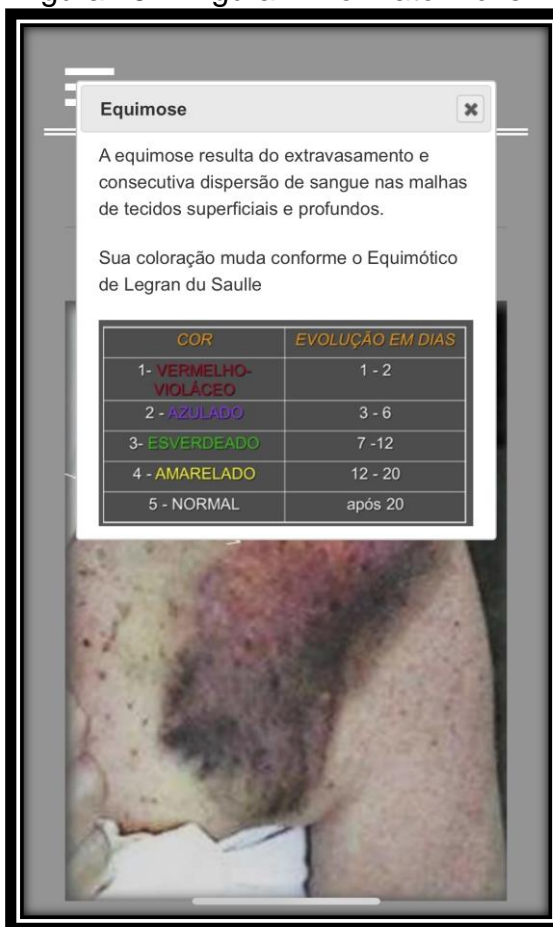 Equimose
A equimose resulta do extravasamento e
consecutiva dispersão de sangue nas malhas
de tecidos superficiais e profundos.
Sua coloração muda conforme o Equimótico
de Legran du Saulle
COR EVOLUÇÃO EM DIAS
1- VERMELHO-
VIOLÁCEO 1 - 2
2 - AZULADO 3 - 6
3- ESVERDEADO 7 -12
4 - AMARELADO 12 - 20
5 - NORMAL após 20